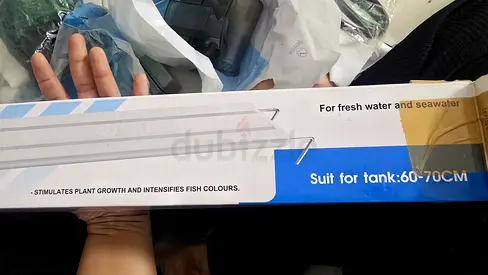 For fresh water and seawater
dubizzle
- STIMULATES PLANT GROWTH AND INTENSIFIES FISH COLOURS.
Suit for tank:60-70CM